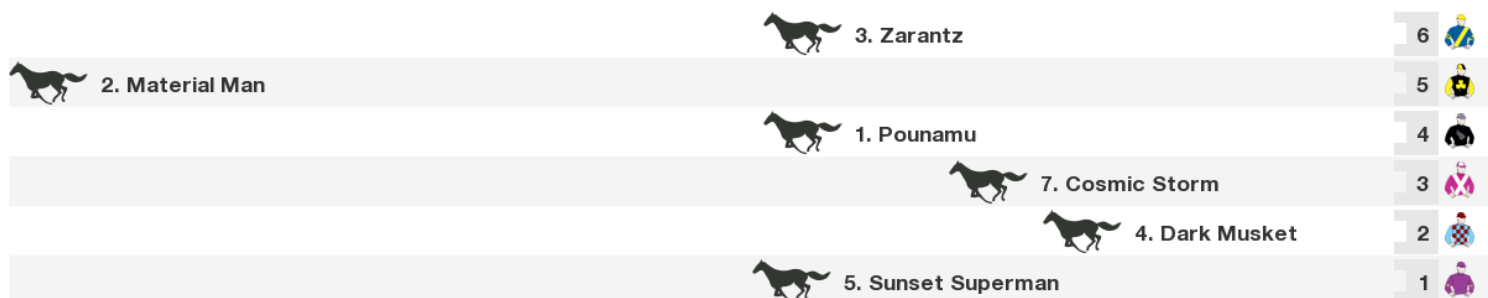 3. Zarantz 6
2. Material Man 5
1. Pounamu 4
7. Cosmic Storm 3
4. Dark Musket 2
5. Sunset Superman 1